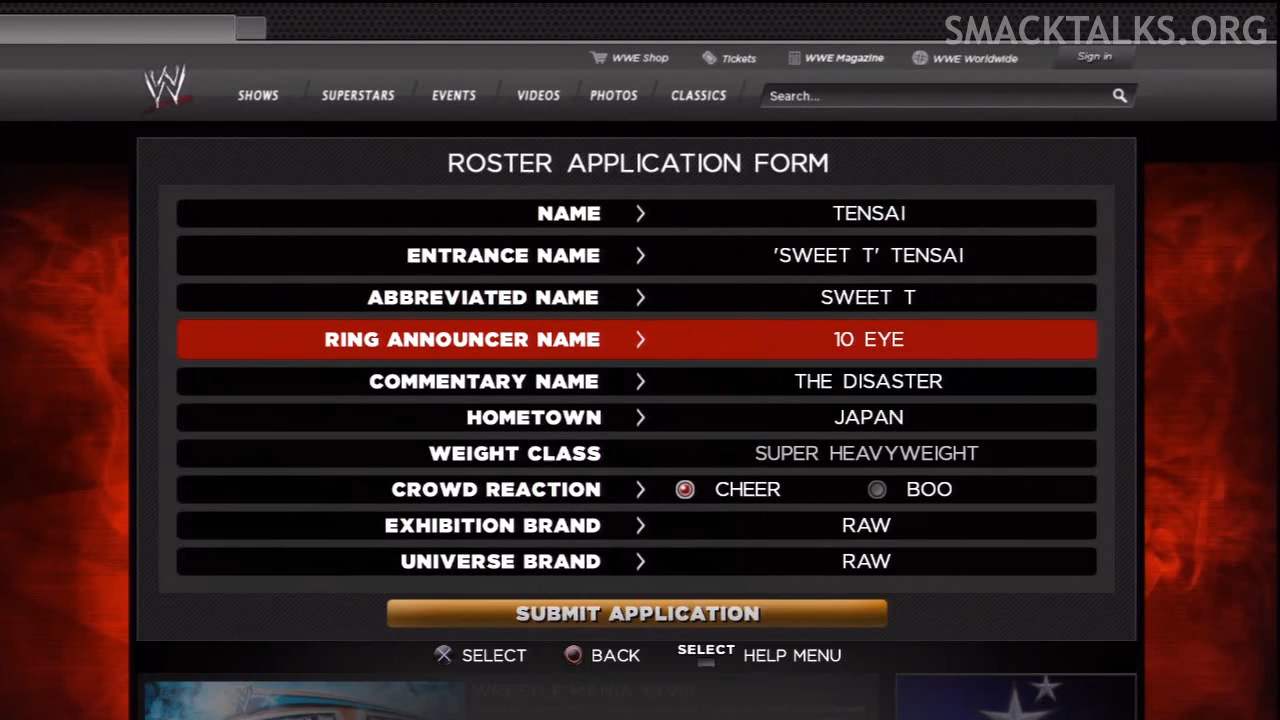 SMACKTALKS.ORG
WWE Shop Tickets WWE Magazine WWE Worldwide Sign in
W SHOWS SUPERSTARS EVENTS VIDEOS PHOTOS CLASSICS Search...
ROSTER APPLICATION FORM
NAME > TENSAI
ENTRANCE NAME > 'SWEET T' TENSAI
ABBREVIATED NAME > SWEET T
RING ANNOUNCER NAME > 10 EYE
COMMENTARY NAME > THE DISASTER
HOMETOWN > JAPAN
WEIGHT CLASS SUPER HEAVYWEIGHT
CROWD REACTION > CHEER BOO
EXHIBITION BRAND > RAW
UNIVERSE BRAND > RAW
SUBMIT APPLICATION
SELECT BACK SELECT HELP MENU